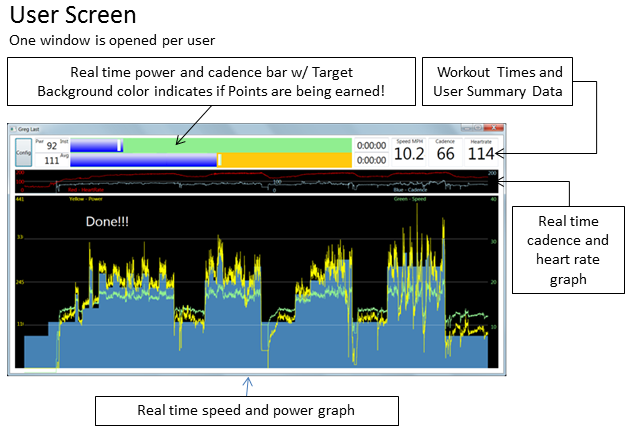 User Screen
One window is opened per user
Real time power and cadence bar w/ Target
Background color indicates if Points are being earned!
Workout Times and
User Summary Data
Greg Last
Config
Pwr 92 Inst
111 Avg
0:00:00
0:00:00
Speed MPH
10.2
Cadence
66
Heartrate
114
200
100
Red - HeartRate
100
0
Blue - Cadence
200
0
441
Yellow - Power
Green - Speed
40
Done!!!
30
245
20
10
Real time
cadence and
heart rate
graph
Real time speed and power graph